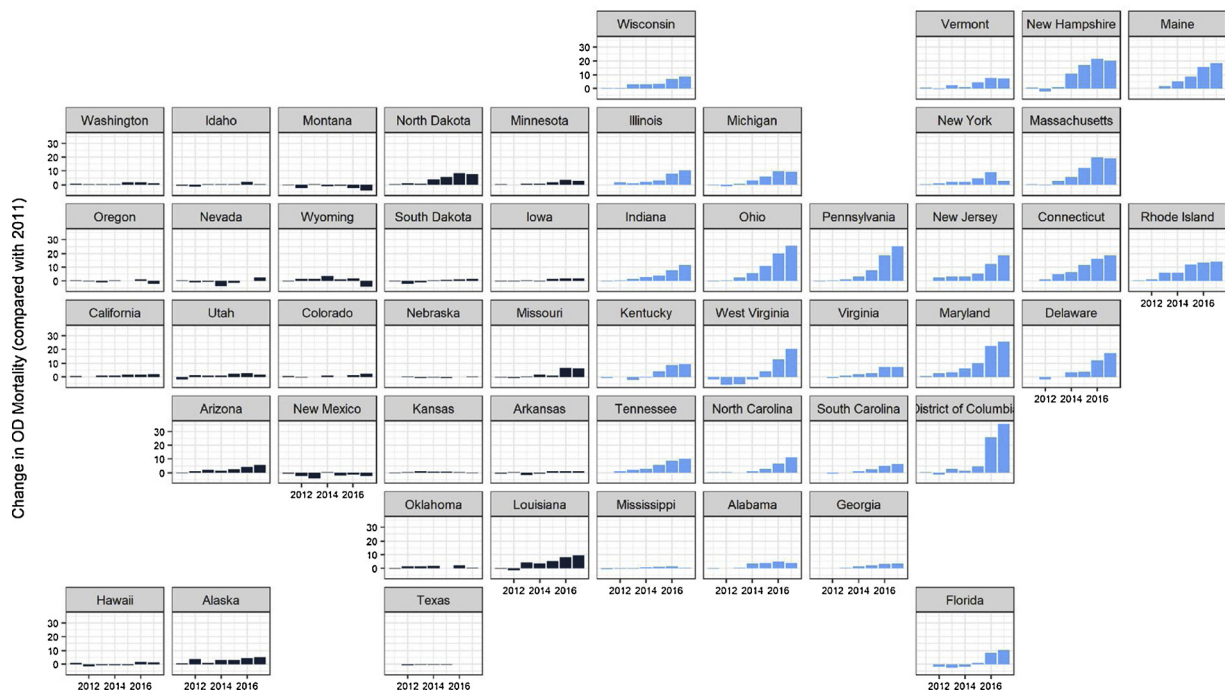 Change in OD Mortality (compared with 2011)
Wisconsin Vermont New Hampshire Maine
30
20
10
0
Washington Idaho Montana North Dakota Minnesota Illinois Michigan New York Massachusetts
30
20
10
0
Oregon Nevada Wyoming South Dakota Iowa Indiana Ohio Pennsylvania New Jersey Connecticut Rhode Island
30
20
10
0
2012 2014 2016
California Utah Colorado Nebraska Missouri Kentucky West Virginia Virginia Maryland Delaware
30
20
10
0
2012 2014 2016
Arizona New Mexico Kansas Arkansas Tennessee North Carolina South Carolina District of Columbia
30
20
10
0
2012 2014 2016
Oklahoma Louisiana Mississippi Alabama Georgia
30
20
10
0
2012 2014 2016 2012 2014 2016 2012 2014 2016 2012 2014 2016
Hawaii Alaska Texas Florida
30
20
10
0
2012 2014 2016 2012 2014 2016 2012 2014 2016 2012 2014 2016